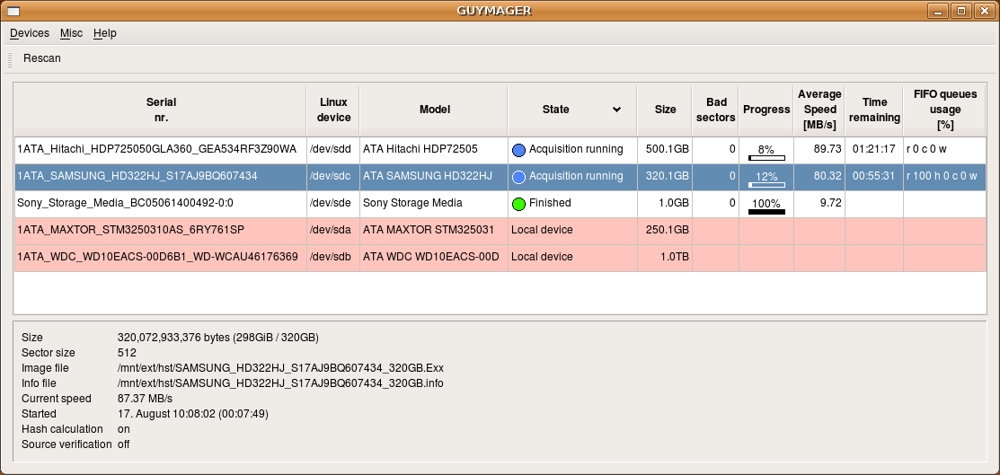 GUYMAGER
Devices Misc Help
Rescan
Serial nr. Linux device Model State Size Bad sectors Progress Average Speed [MB/s] Time remaining FIFO queues usage [%]
1ATA_Hitachi_HDP725050GLA360_GEA534RF3Z90WA /dev/sdd ATA Hitachi HDP72505 Acquisition running 500.1GB 0 8% 89.73 01:21:17 r 0 c 0 w
1ATA_SAMSUNG_HD322HJ_S17AJ9BQ607434 /dev/sdc ATA SAMSUNG HD322HJ Acquisition running 320.1GB 0 12% 80.32 00:55:31 r 100 h 0 c 0 w
Sony_Storage_Media_BC05061400492-0:0 /dev/sde Sony Storage Media Finished 1.0GB 0 100% 9.72
1ATA_MAXTOR_STM3250310AS_6RY761SP /dev/sda ATA MAXTOR STM325031 Local device 250.1GB
1ATA_WDC_WD10EACS-00D6B1_WD-WCAU46176369 /dev/sdb ATA WDC WD10EACS-00D Local device 1.0TB
Size 320,072,933,376 bytes (298GiB / 320GB)
Sector size 512
Image file /mnt/ext/hst/SAMSUNG_HD322HJ_S17AJ9BQ607434_320GB.Exx
Info file /mnt/ext/hst/SAMSUNG_HD322HJ_S17AJ9BQ607434_320GB.info
Current speed 87.37 MB/s
Started 17. August 10:08:02 (00:07:49)
Hash calculation on
Source verification off